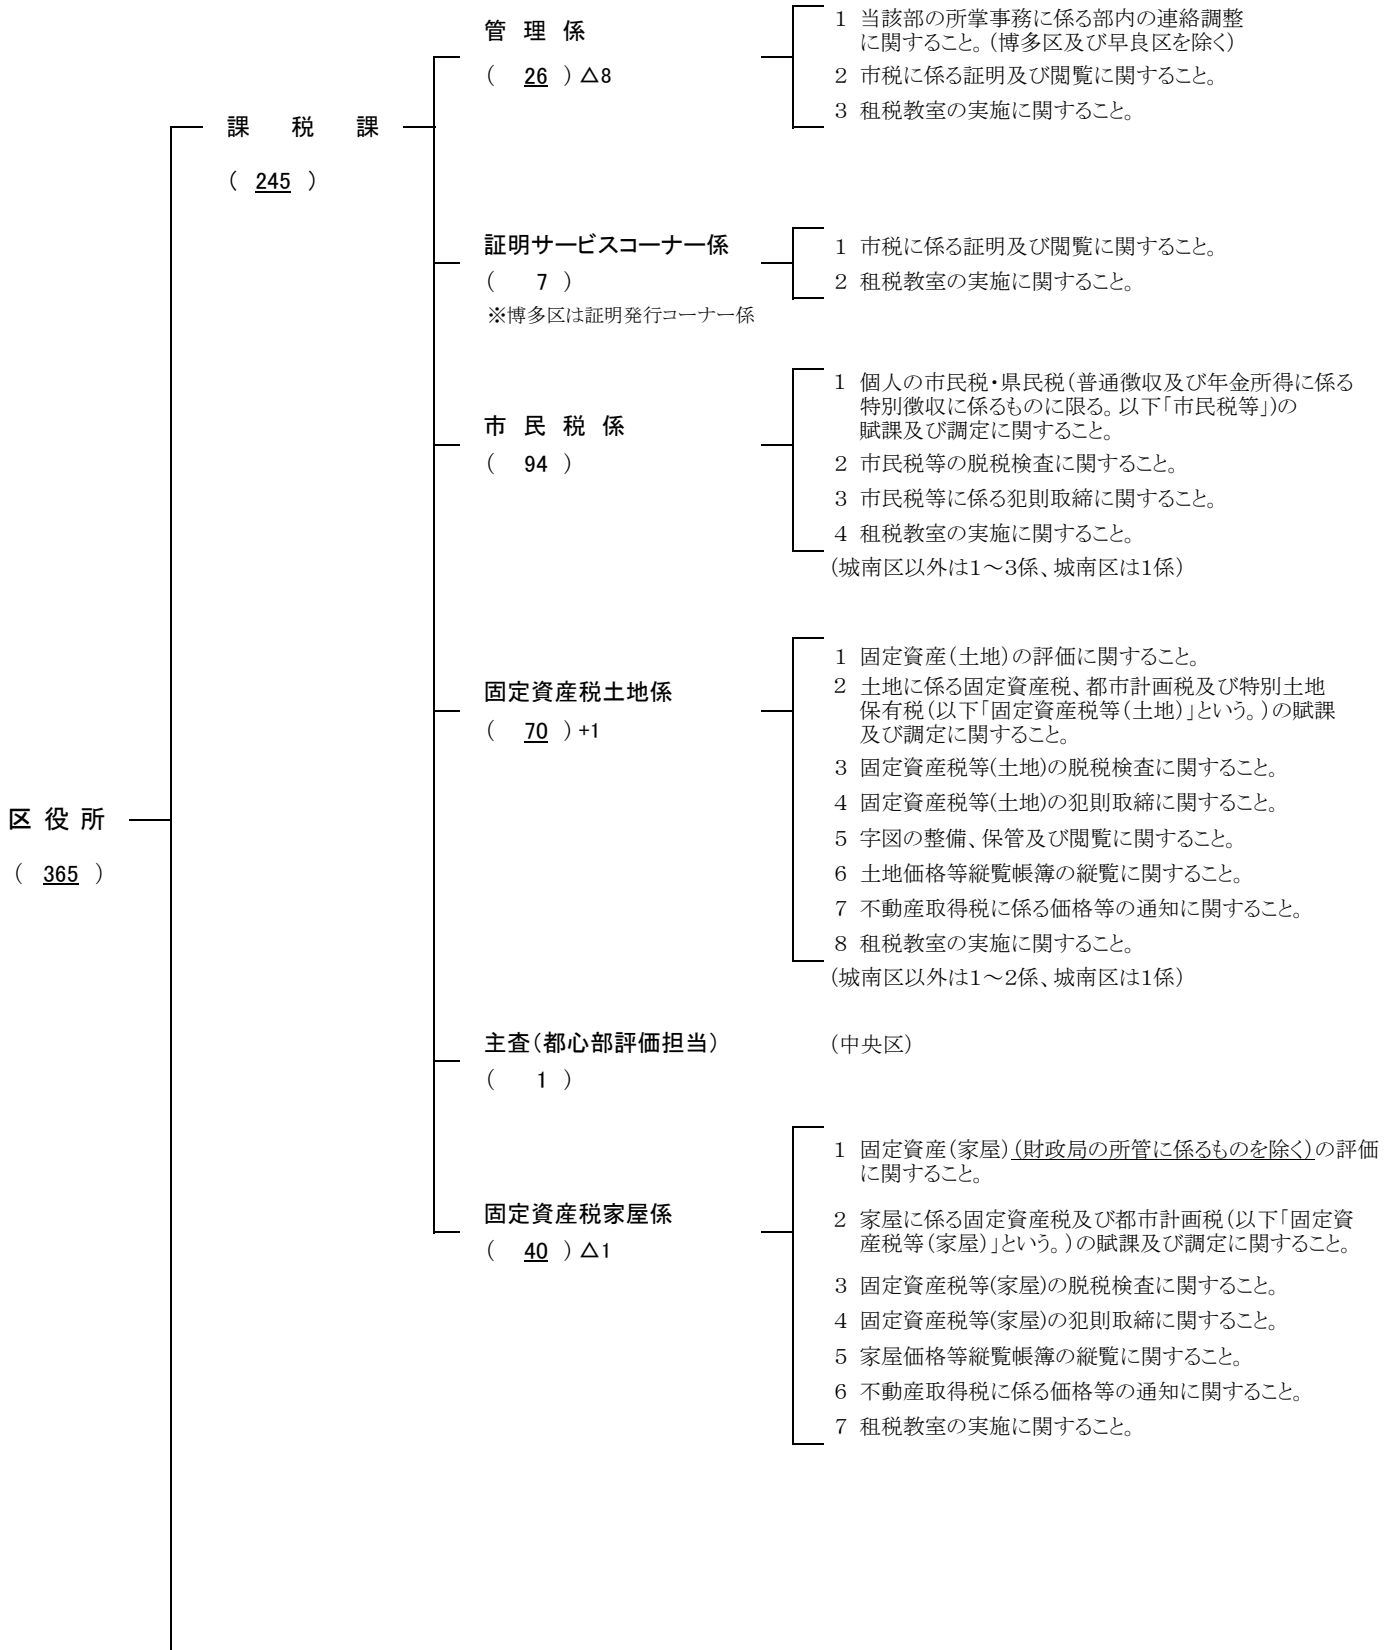 区役所
( 365 )
課税課
( 245 )
管理係
( 26 ) △8
1 当該部の所掌事務に係る部内の連絡調整
に関すること。(博多区及び早良区を除く)
2 市税に係る証明及び閲覧に関すること。
3 租税教室の実施に関すること。
証明サービスコーナー係
( 7 )
※博多区は証明発行コーナー係
1 市税に係る証明及び閲覧に関すること。
2 租税教室の実施に関すること。
市民税係
( 94 )
1 個人の市民税・県民税(普通徴収及び年金所得に係る
特別徴収に係るものに限る。以下「市民税等」)の
賦課及び調定に関すること。
2 市民税等の脱税検査に関すること。
3 市民税等に係る犯則取締に関すること。
4 租税教室の実施に関すること。
(城南区以外は1～3係、城南区は1係)
固定資産税土地係
( 70 ) +1
1 固定資産(土地)の評価に関すること。
2 土地に係る固定資産税、都市計画税及び特別土地
保有税(以下「固定資産税等(土地)」という。)の賦課
及び調定に関すること。
3 固定資産税等(土地)の脱税検査に関すること。
4 固定資産税等(土地)の犯則取締に関すること。
5 字図の整備、保管及び閲覧に関すること。
6 土地価格等縦覧帳簿の縦覧に関すること。
7 不動産取得税に係る価格等の通知に関すること。
8 租税教室の実施に関すること。
(城南区以外は1～2係、城南区は1係)
主査(都心部評価担当)
( 1 )
(中央区)
固定資産税家屋係
( 40 ) △1
1 固定資産(家屋)(財政局の所管に係るものを除く)の評価
に関すること。
2 家屋に係る固定資産税及び都市計画税(以下「固定資
産税等(家屋)」という。)の賦課及び調定に関すること。
3 固定資産税等(家屋)の脱税検査に関すること。
4 固定資産税等(家屋)の犯則取締に関すること。
5 家屋価格等縦覧帳簿の縦覧に関すること。
6 不動産取得税に係る価格等の通知に関すること。
7 租税教室の実施に関すること。